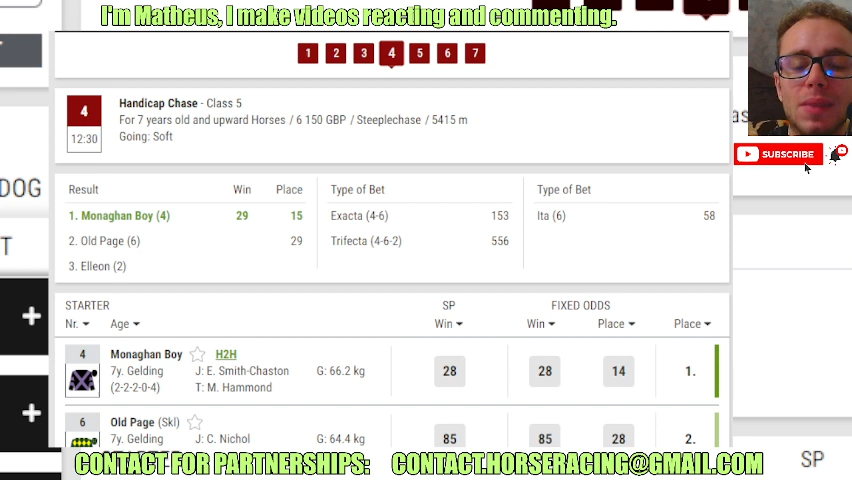 I'm Matheus, I make videos reacting and commenting.
1 2 3 4 5 6 7
4
12:30
Handicap Chase - Class 5
For 7 years old and upward Horses / 6 150 GBP / Steeplechase / 5415 m
Going: Soft
SUBSCRIBE
DOG
Result Win Place
1. Monaghan Boy (4) 29 15
2. Old Page (6) 29
3. Elleon (2)
Type of Bet
Exacta (4-6) 153
Trifecta (4-6-2) 556
Type of Bet
Ita (6) 58
STARTER SP FIXED ODDS
Nr. Age Win Win Place Place
4 Monaghan Boy H2H
7y. Gelding J: E. Smith-Chaston G: 66.2 kg 28 28 14 1.
(2-2-2-0-4) T: M. Hammond
6 Old Page (Skl)
7y. Gelding J: C. Nichol G: 64.4 kg 85 85 28 2.
SP
CONTACT FOR PARTNERSHIPS: CONTACT.HORSERACING@GMAIL.COM